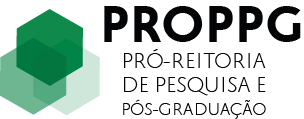 PROPPG
PRÓ-REITORIA
DE PESQUISA E
PÓS-GRADUAÇÃO